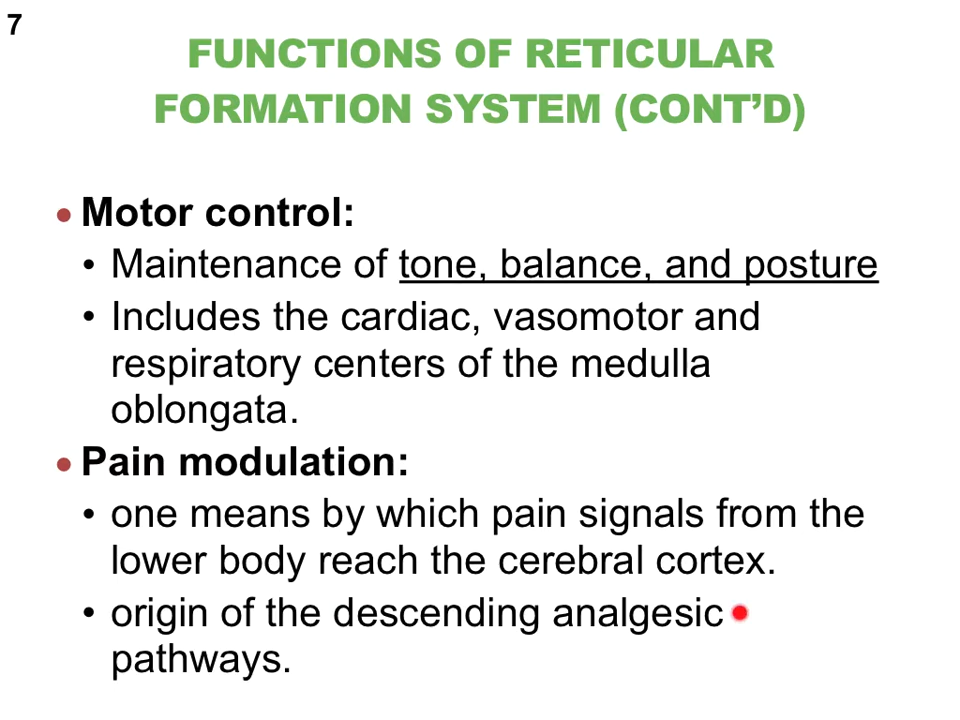 7
FUNCTIONS OF RETICULAR
FORMATION SYSTEM (CONT’D)
• Motor control:
• Maintenance of tone, balance, and posture
• Includes the cardiac, vasomotor and
respiratory centers of the medulla
oblongata.
• Pain modulation:
• one means by which pain signals from the
lower body reach the cerebral cortex.
• origin of the descending analgesic
pathways.